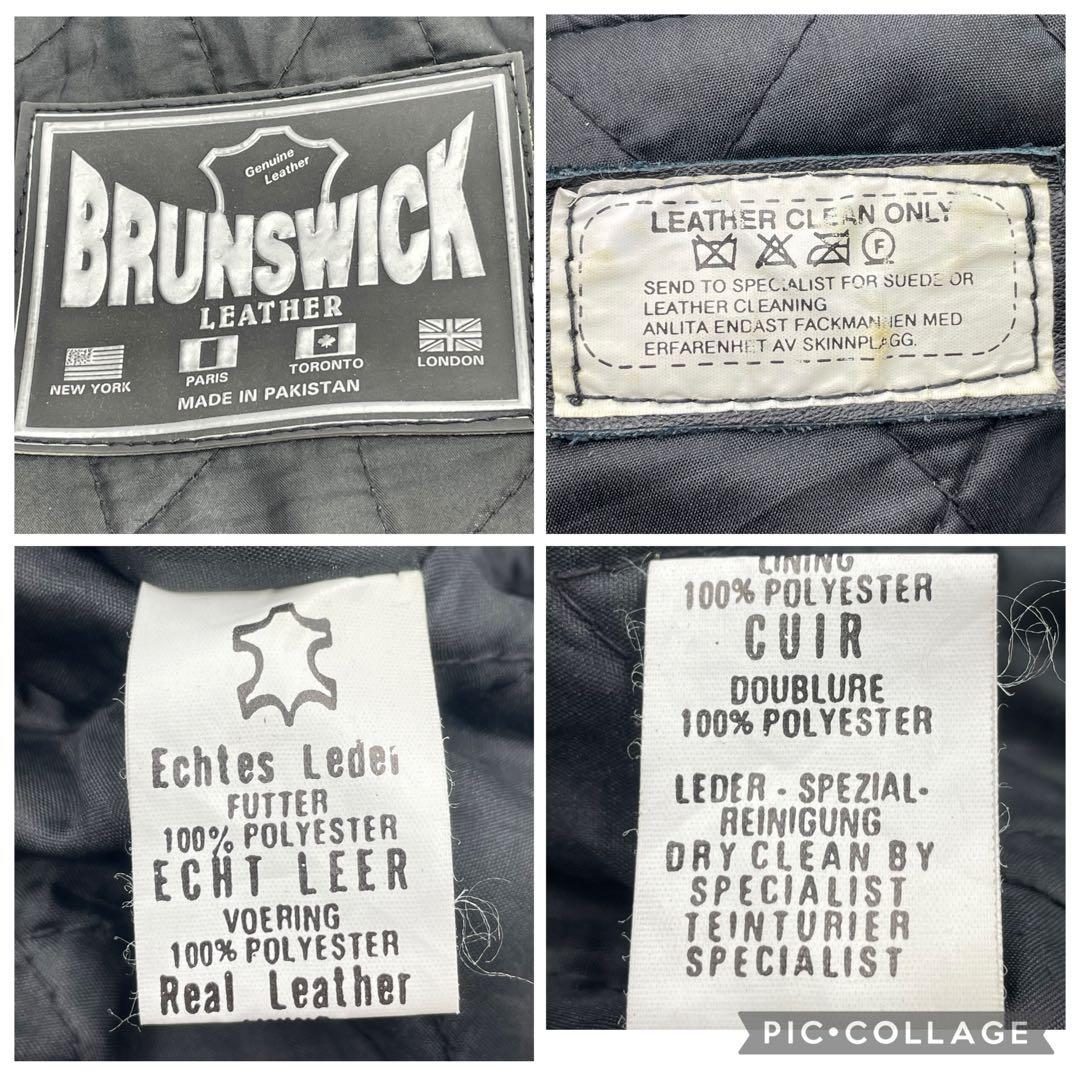 Genuine
Leather
BRUNSWICK
LEATHER
NEW YORK
PARIS
TORONTO
LONDON
MADE IN PAKISTAN
LEATHER CLEAN ONLY
F
SEND TO SPECIALIST FOR SUEDE OR
LEATHER CLEANING
ANLITA ENDAST FACKMANNEN MED
ERFARENHET AV SKINNPLAGG.
Echtes Leder
FUTTER
100% POLYESTER
ECHT LEER
VOERING
100% POLYESTER
Real Leather
LINING
100% POLYESTER
CUIR
DOUBLURE
100% POLYESTER
LEDER - SPEZIAL-
REINIGUNG
DRY CLEAN BY
SPECIALIST
TEINTURIER
SPECIALIST
PIC•COLLAGE